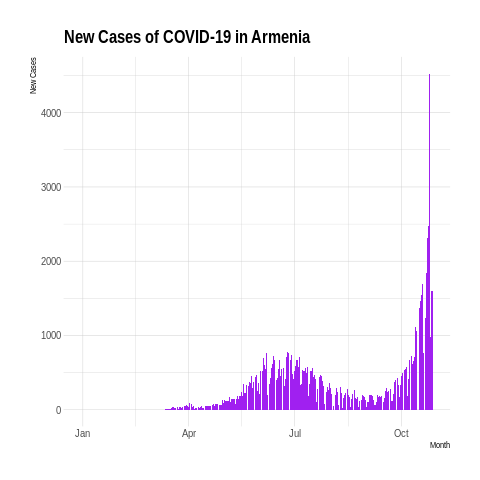 New Cases of COVID-19 in Armenia
New Cases
4000
3000
2000
1000
0
Jan Apr Jul Oct
Month